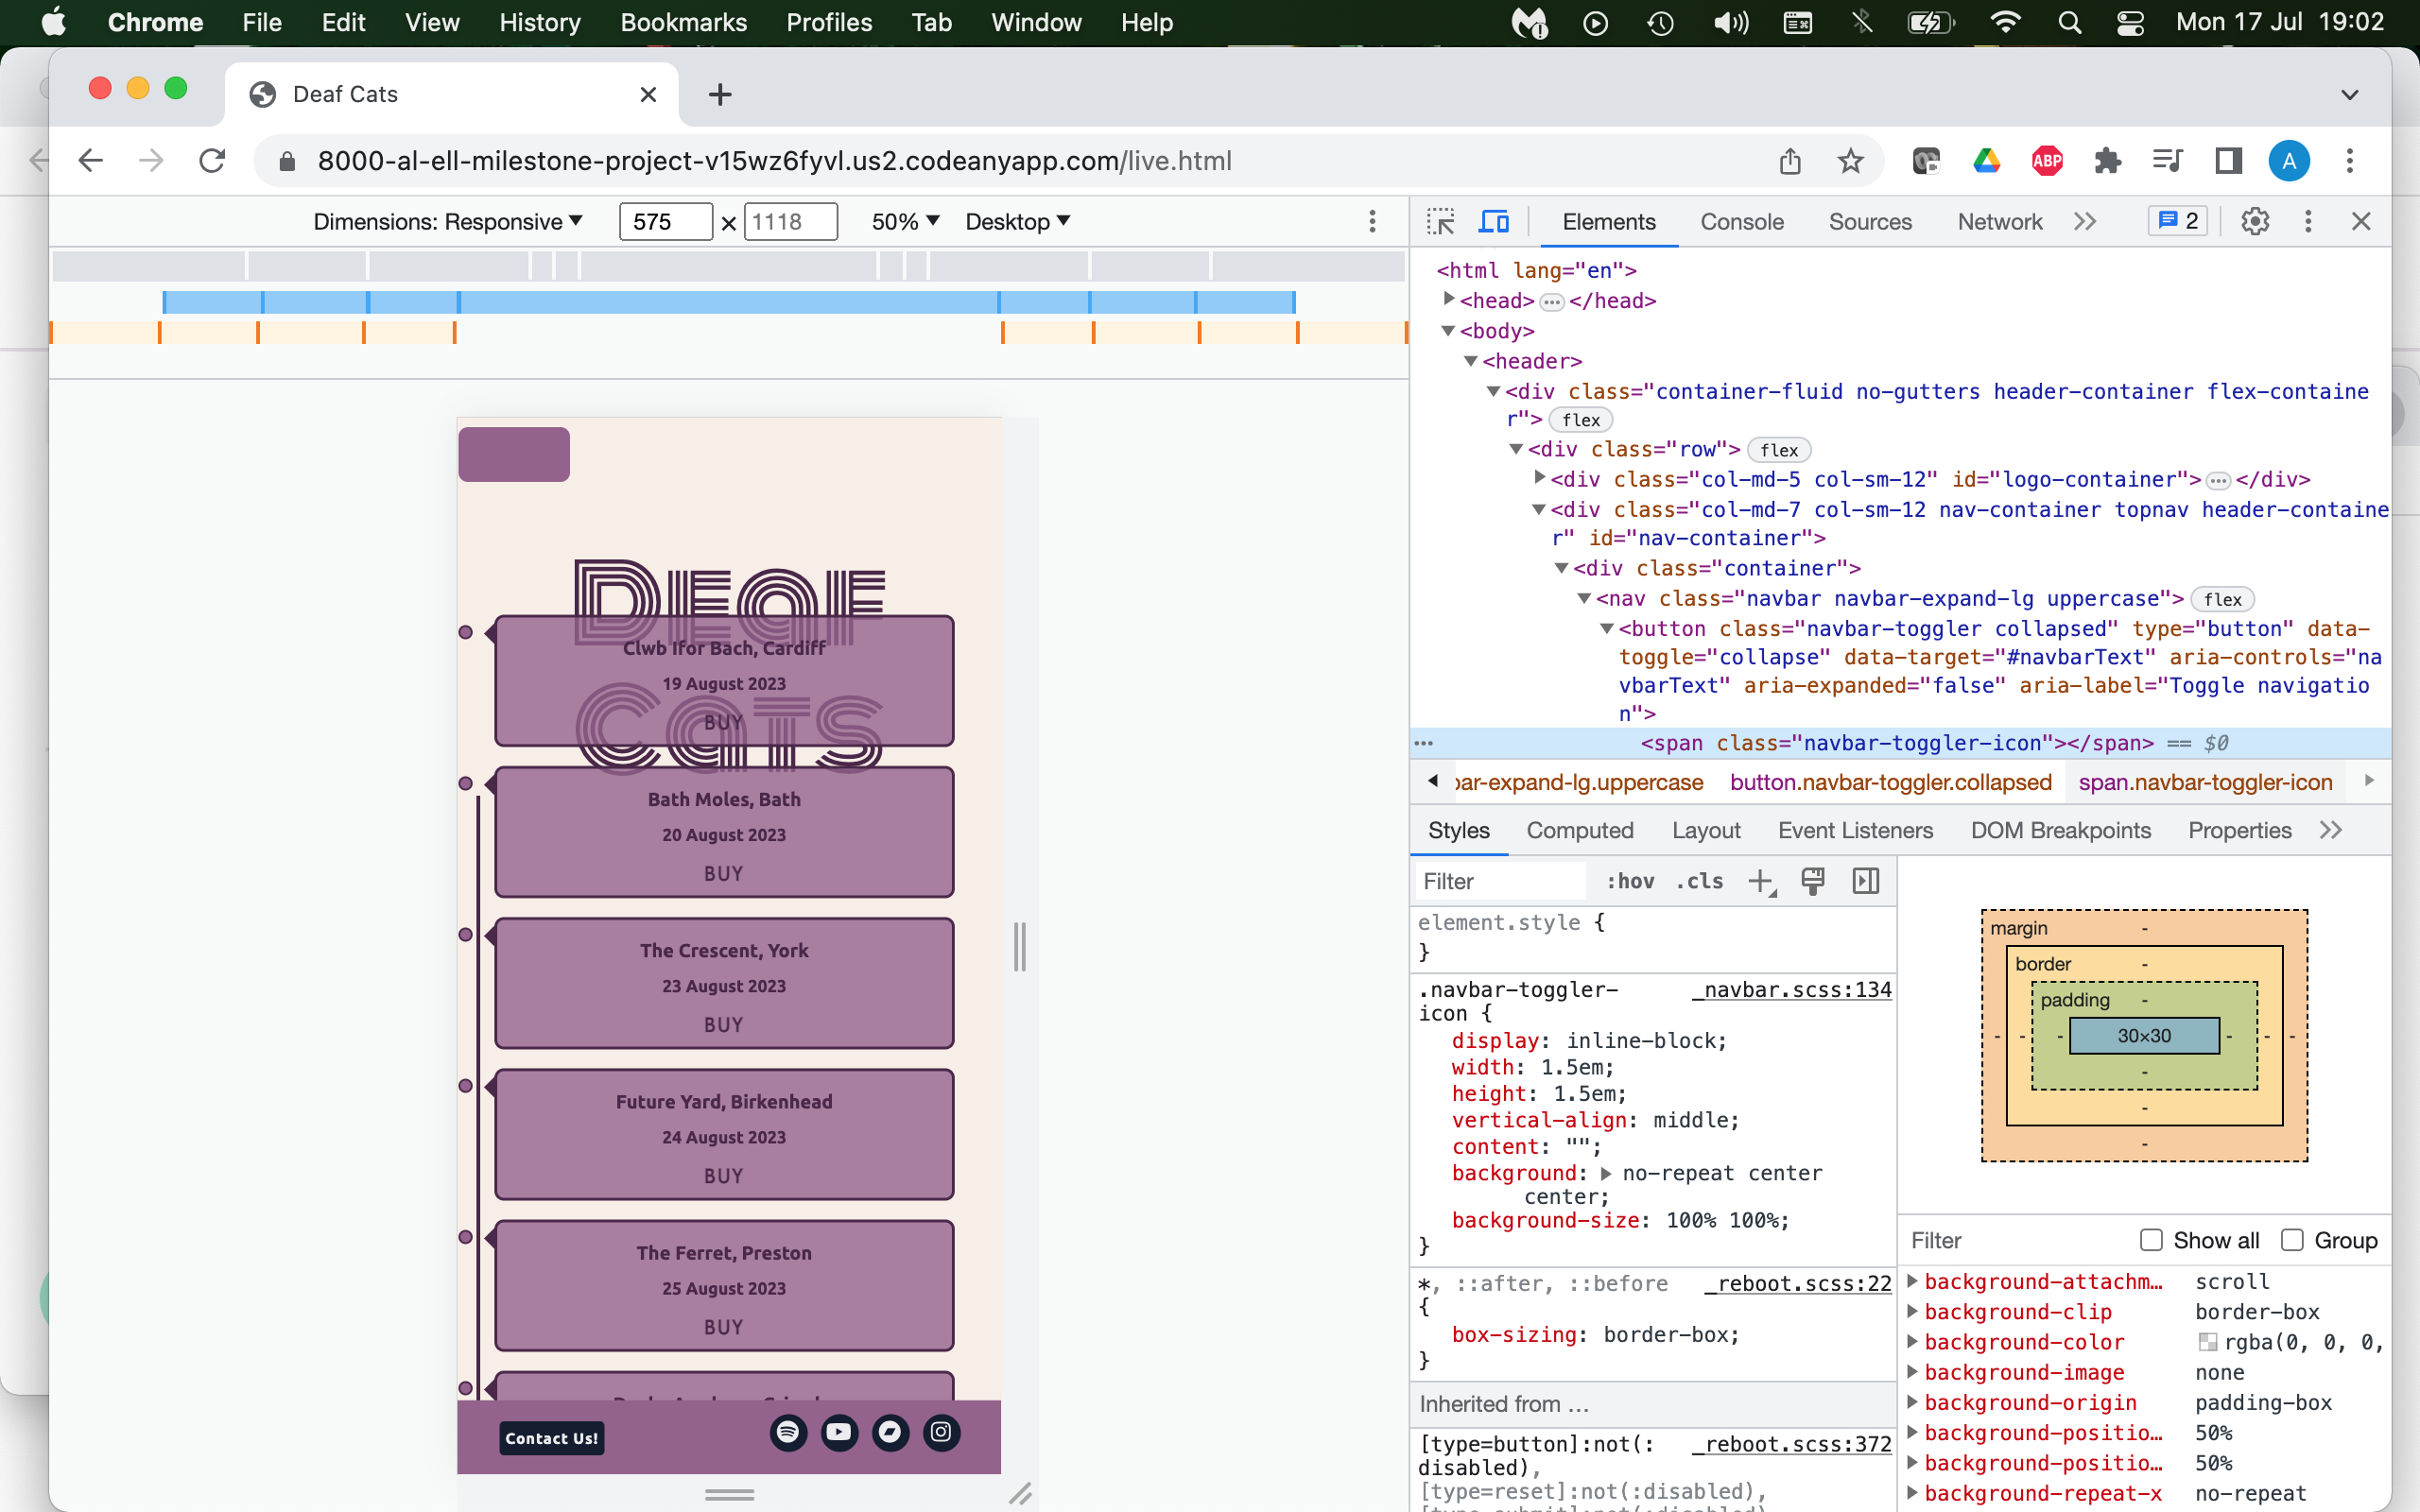 Chrome File Edit View History Bookmarks Profiles Tab Window Help Mon 17 Jul 19:02
Deaf Cats
8000-al-ell-milestone-project-v15wz6fyvl.us2.codeanyapp.com/live.html ABP A
Dimensions: Responsive 575 × 1118 50% Desktop
Elements Console Sources Network 2
<html lang="en">
<head> </head>
<body>
<header>
<div class="container-fluid no-gutters header-container flex-containe
r"> flex
<div class="row"> flex
<div class="col-md-5 col-sm-12" id="logo-container"> </div>
<div class="col-md-7 col-sm-12 nav-container topnav header-containe
r" id="nav-container">
<div class="container">
<nav class="navbar navbar-expand-lg uppercase"> flex
<button class="navbar-toggler collapsed" type="button" data-
toggle="collapse" data-target="#navbarText" aria-controls="na
vbarText" aria-expanded="false" aria-label="Toggle navigatio
n">
<span class="navbar-toggler-icon"></span> == $0
bar-expand-lg.uppercase button.navbar-toggler.collapsed span.navbar-toggler-icon
Styles Computed Layout Event Listeners DOM Breakpoints Properties
Filter :hov .cls
element.style {
}
.navbar-toggler- _navbar.scss:134
icon {
display: inline-block;
width: 1.5em;
height: 1.5em;
vertical-align: middle;
content: "";
background: no-repeat center
center;
background-size: 100% 100%;
}
*, ::after, ::before _reboot.scss:22
{
box-sizing: border-box;
}
Inherited from ...
[type=button]:not(: _reboot.scss:372
disabled),
[type=reset]:not(:disabled),
margin -
border -
padding -
- - - 30×30 - - -
-
-
-
Filter Show all Group
background-attachm… scroll
background-clip border-box
background-color rgba(0, 0, 0,
background-image none
background-origin padding-box
background-positio… 50%
background-positio… 50%
background-repeat-x no-repeat
Deaf
Cats
Clwb Ifor Bach, Cardiff
19 August 2023
BUY
Bath Moles, Bath
20 August 2023
BUY
The Crescent, York
23 August 2023
BUY
Future Yard, Birkenhead
24 August 2023
BUY
The Ferret, Preston
25 August 2023
BUY
Contact Us!